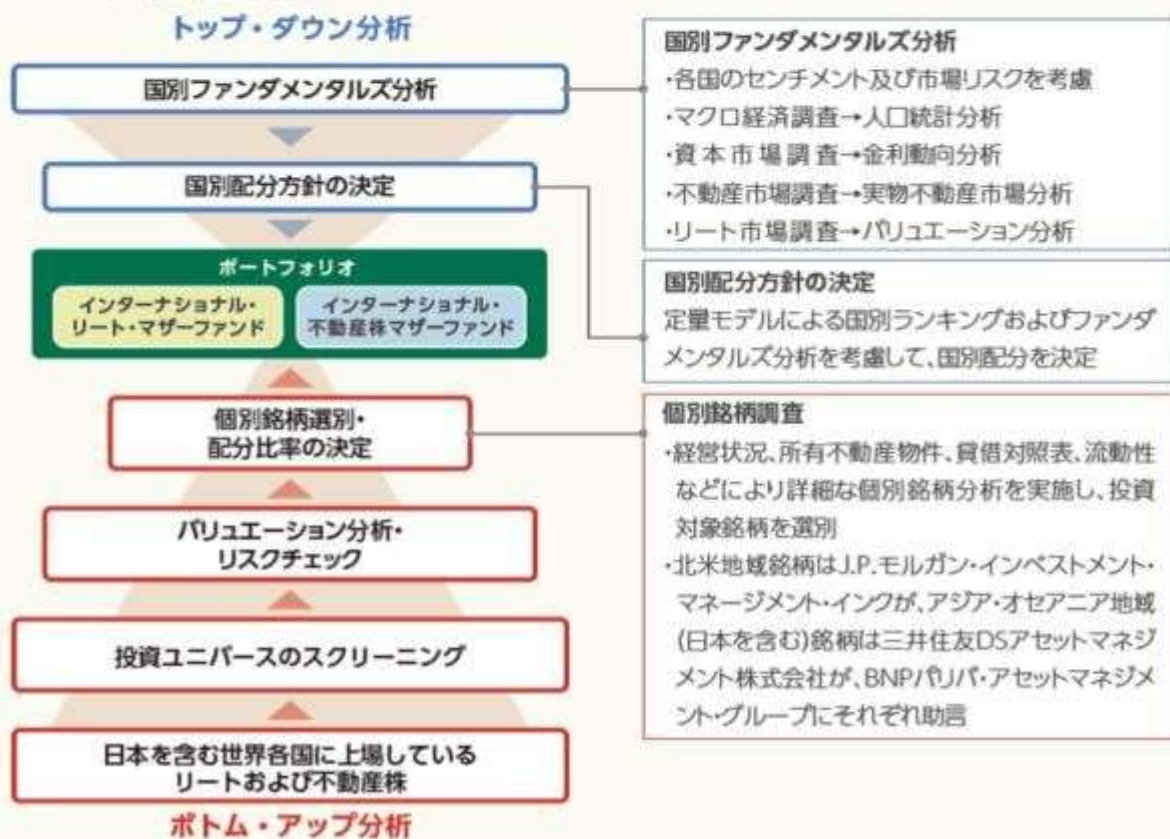 トップ・ダウン分析
国別ファンダメンタルズ分析
国別配分方針の決定
ポートフォリオ
インターナショナル・
リート・マザーファンド
インターナショナル・
不動産株マザーファンド
個別銘柄選別・
配分比率の決定
バリュエーション分析・
リスクチェック
投資ユニバースのスクリーニング
日本を含む世界各国に上場している
リートおよび不動産株
ボトム・アップ分析
国別ファンダメンタルズ分析
・各国のセンチメント及び市場リスクを考慮
・マクロ経済調査→人口統計分析
・資本市場調査→金利動向分析
・不動産市場調査→実物不動産市場分析
・リート市場調査→バリュエーション分析
国別配分方針の決定
定量モデルによる国別ランキングおよびファンダ
メンタルズ分析を考慮して、国別配分を決定
個別銘柄調査
・経営状況、所有不動産物件、貸借対照表、流動性
などにより詳細な個別銘柄分析を実施し、投資
対象銘柄を選別
・北米地域銘柄はJ.P.モルガン・インベストメント・
マネージメント・インクが、アジア・オセアニア地域
(日本を含む)銘柄は三井住友DSアセットマネジ
メント株式会社が、BNPパリバ・アセットマネジメ
ント・グループにそれぞれ助言